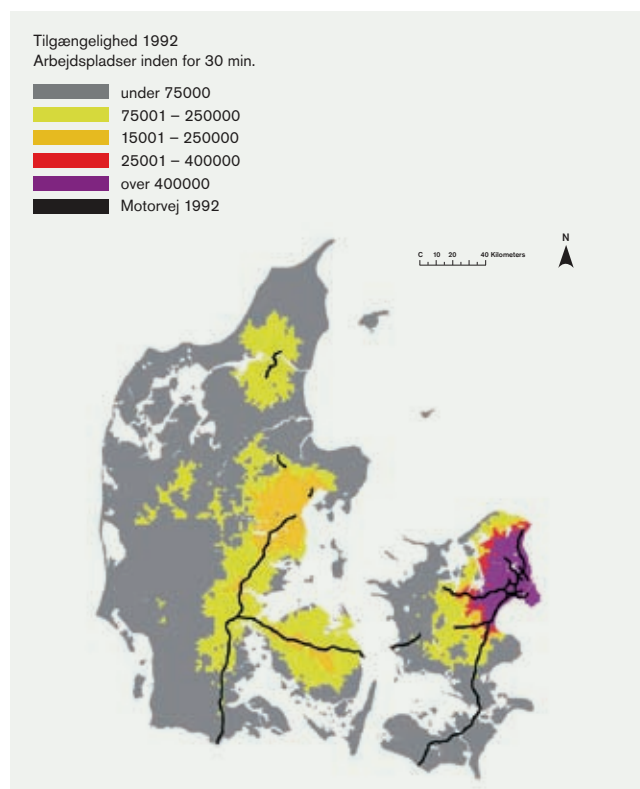 Tilgængelighed 1992
Arbejdspladser inden for 30 min.
under 75000
75001 – 250000
15001 – 250000
25001 – 400000
over 400000
Motorvej 1992
N
C 10 20 40 Kilometers